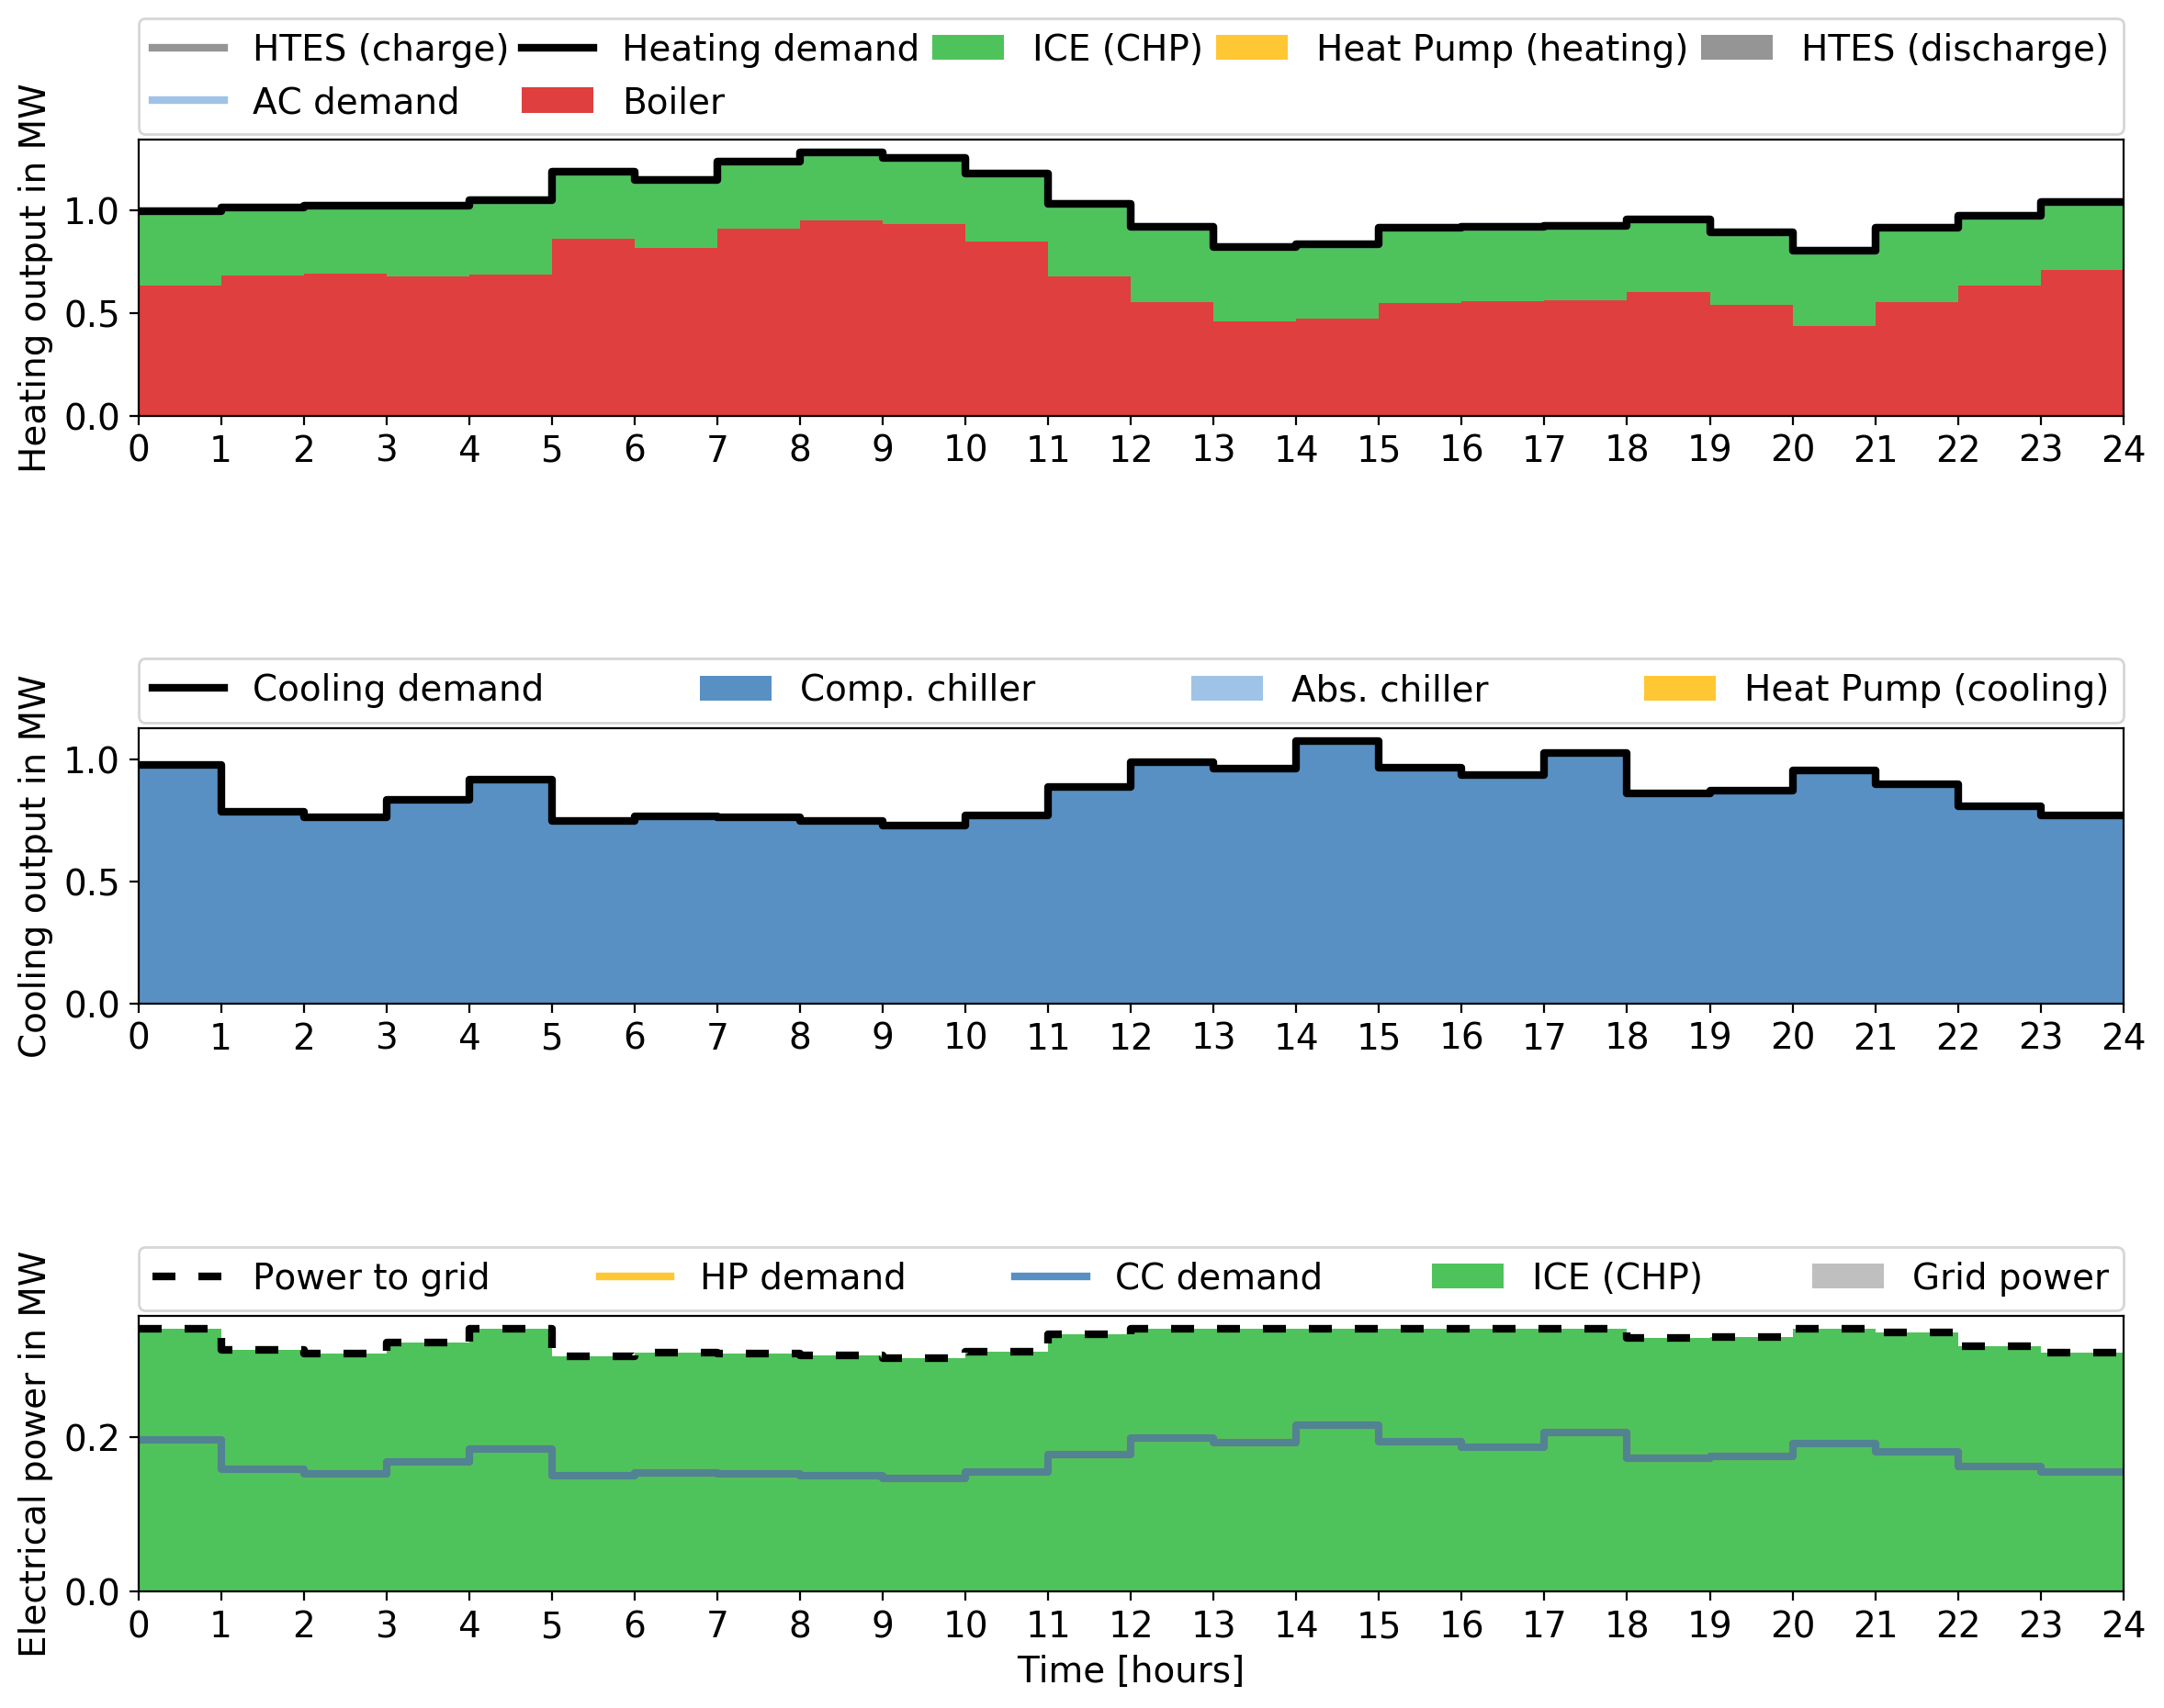 HTES (charge) Heating demand ICE (CHP) Heat Pump (heating) HTES (discharge)
AC demand Boiler
Heating output in MW
1.0
0.5
0.0
0 1 2 3 4 5 6 7 8 9 10 11 12 13 14 15 16 17 18 19 20 21 22 23 24
Cooling demand Comp. chiller Abs. chiller Heat Pump (cooling)
Cooling output in MW
1.0
0.5
0.0
0 1 2 3 4 5 6 7 8 9 10 11 12 13 14 15 16 17 18 19 20 21 22 23 24
Power to grid HP demand CC demand ICE (CHP) Grid power
Electrical power in MW
0.2
0.0
0 1 2 3 4 5 6 7 8 9 10 11 12 13 14 15 16 17 18 19 20 21 22 23 24
Time [hours]